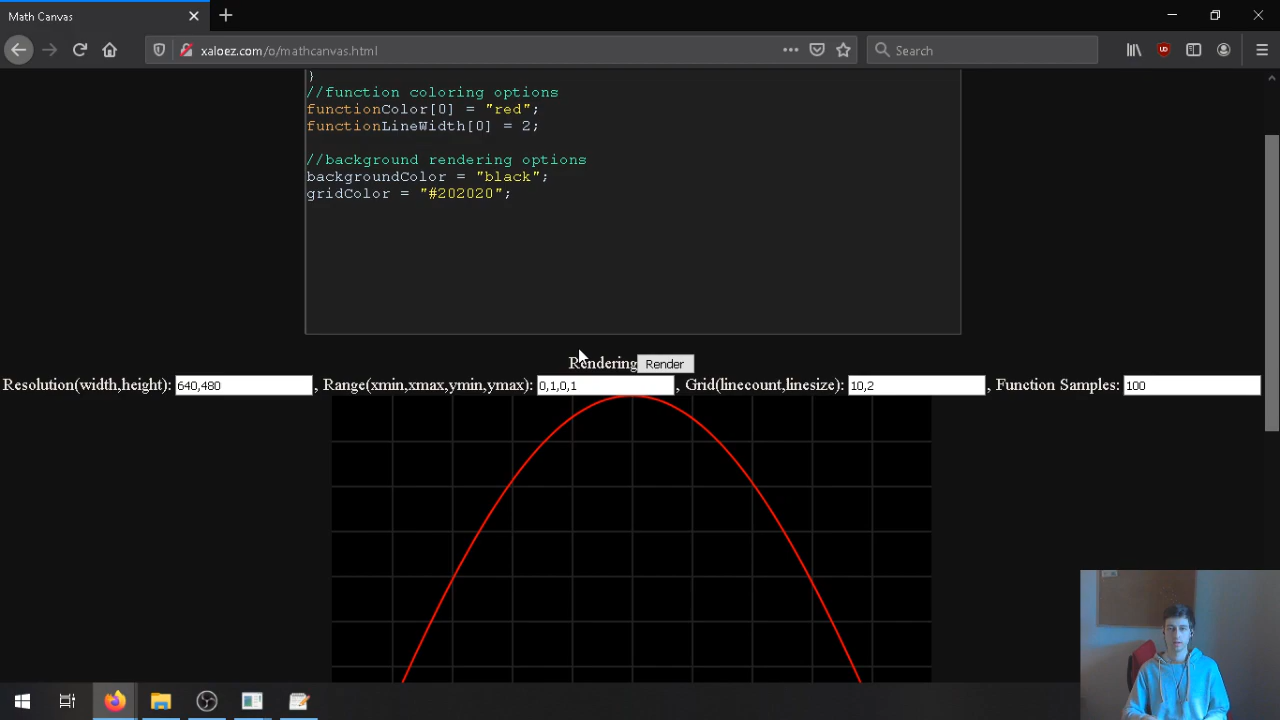 Math Canvas
xaloez.com/o/mathcanvas.html
Search
}
//function coloring options
functionColor[0] = "red";
functionLineWidth[0] = 2;
//background rendering options
backgroundColor = "black";
gridColor = "#202020";
Rendering Render
Resolution(width,height): 640,480 , Range(xmin,xmax,ymin,ymax): 0,1,0,1 , Grid(linecount,linesize): 10,2 , Function Samples: 100